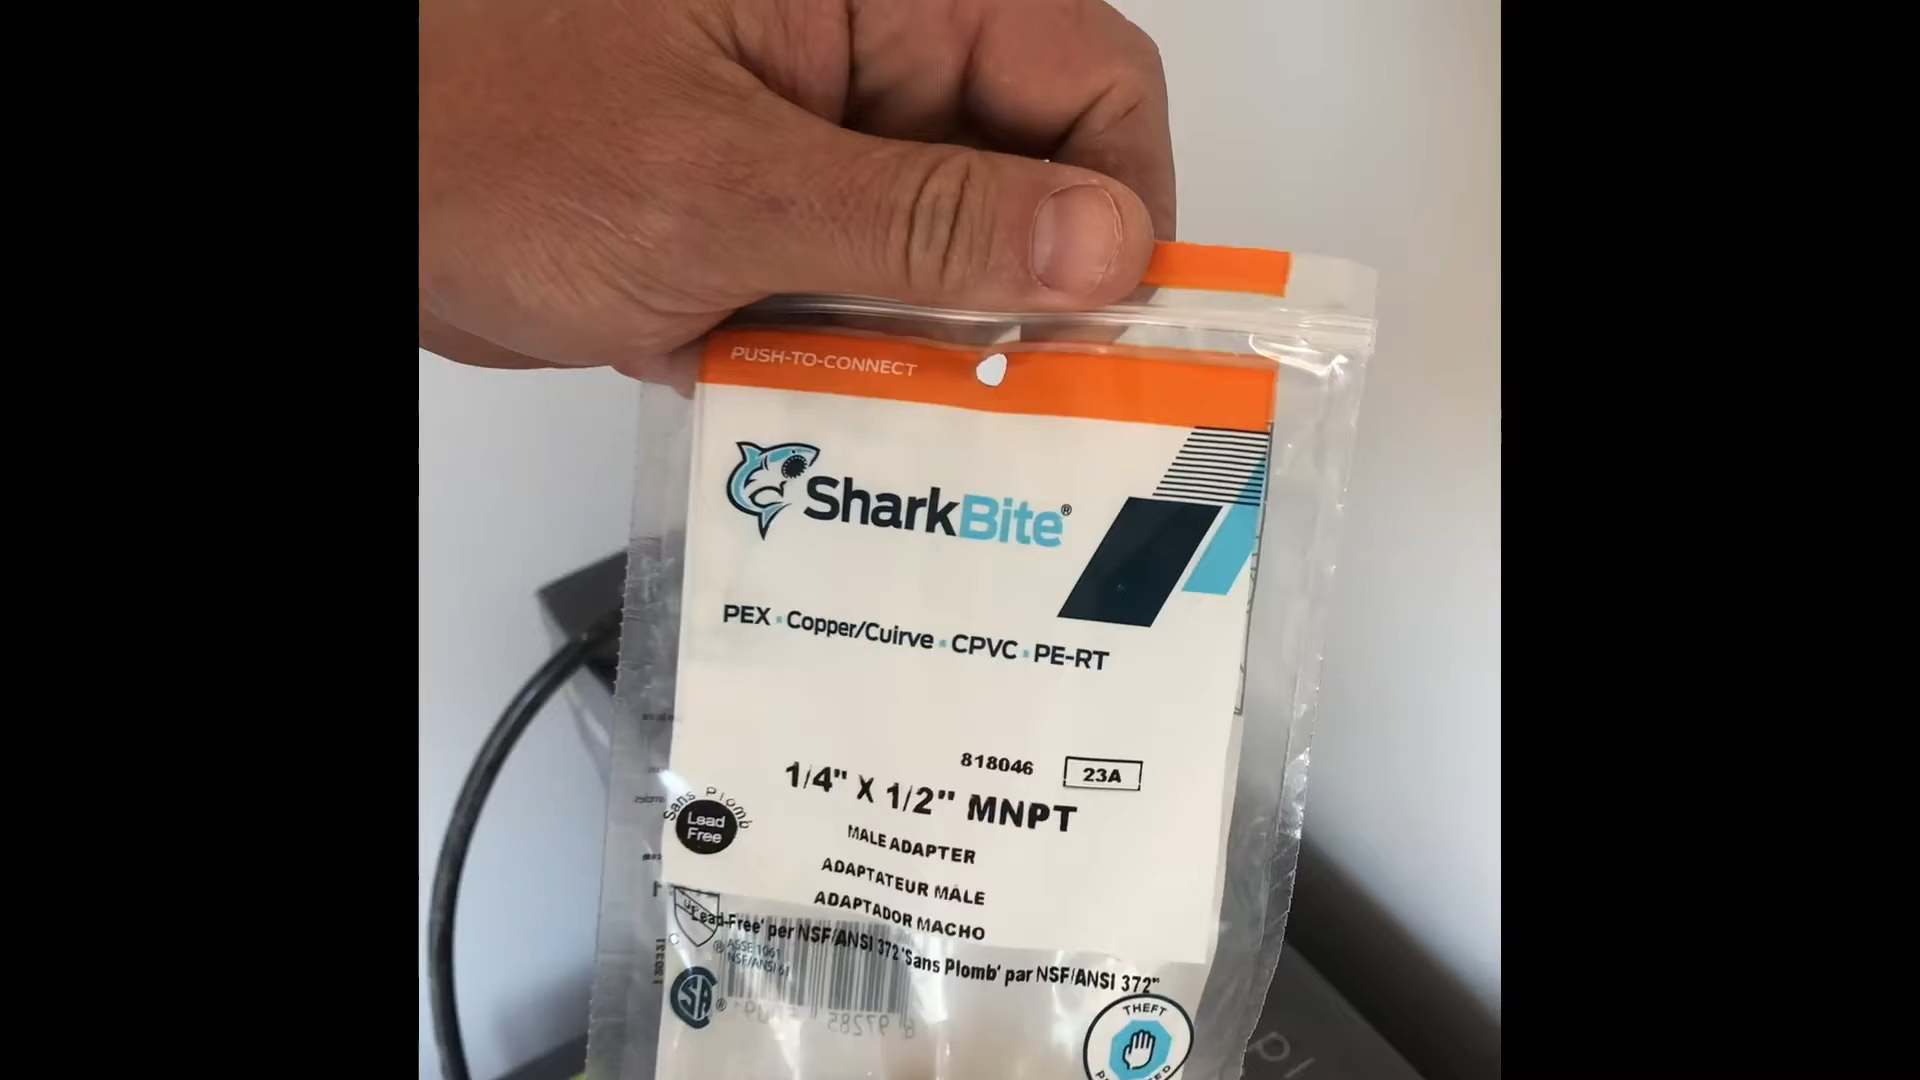 PUSH-TO-CONNECT
SharkBite®
PEX • Copper/Cuirve • CPVC • PE-RT
818046 23A
1/4" X 1/2" MNPT
Sans Plomb
Lead
Free
MALE ADAPTER
ADAPTATEUR MÂLE
ADAPTADOR MACHO
"Lead-Free' per NSF/ANSI 372 'Sans Plomb' par NSF/ANSI 372"
ASSE 1061
NSF/ANSI 61
THEFT